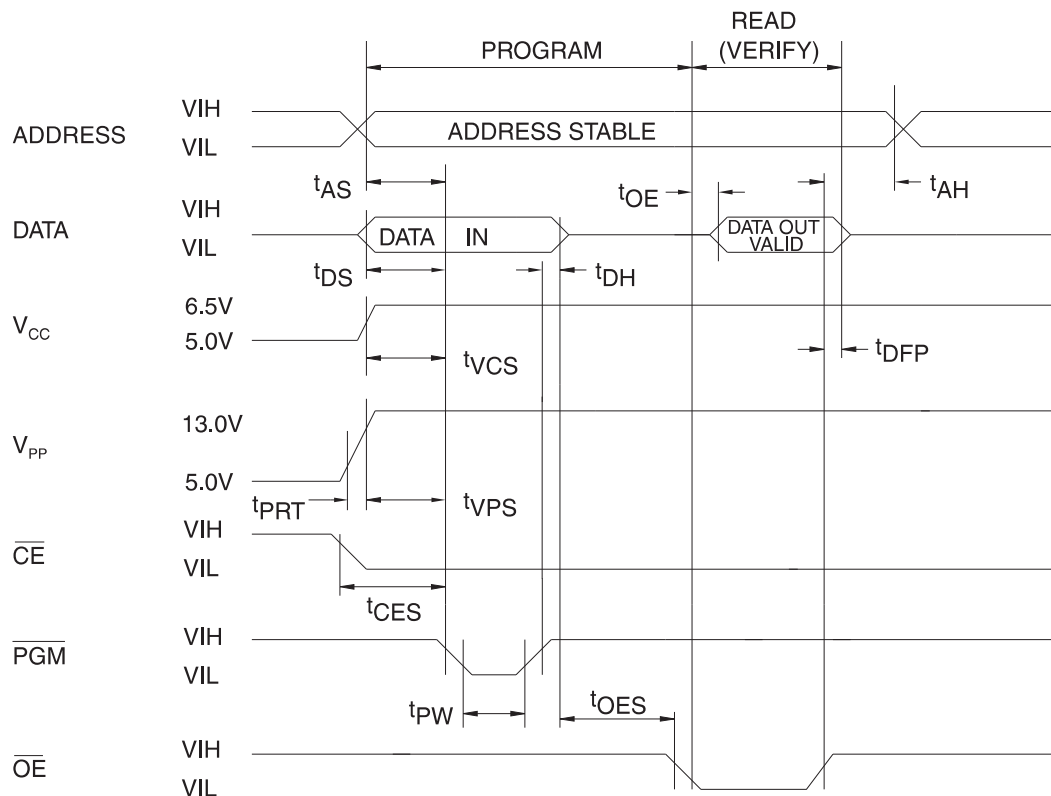 READ
PROGRAM (VERIFY)
VIH
ADDRESS ADDRESS STABLE
VIL
tAS tOE tAH
VIH
DATA DATA IN DATA OUT
VIL VALID
tDS tDH
6.5V
VCC
5.0V
tVCS tDFP
13.0V
VPP
5.0V
tPRT tVPS
VIH
CE
VIL
tCES
VIH
PGM
VIL
tPW tOES
VIH
OE
VIL